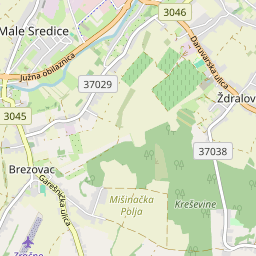 3046
Male Sredice
Južna obilaznica
Daruvarska ulica
37029
Ždralov
3045
37038
Brezovac
Garešnička ulica
Mišinačka
Polja
Kreševine